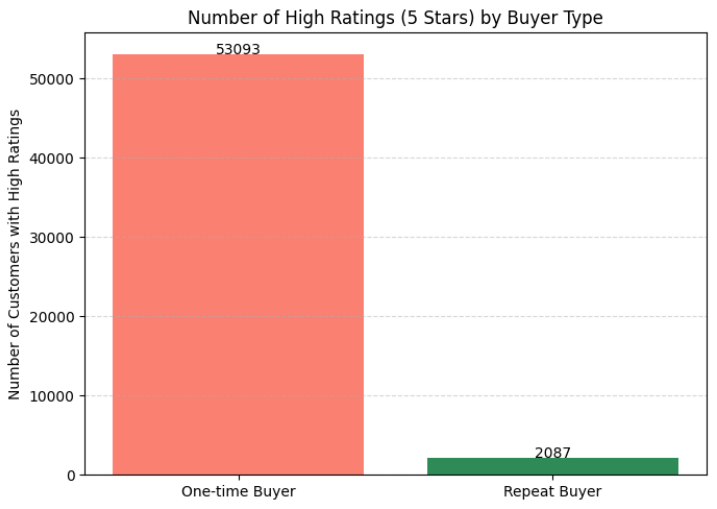 Number of High Ratings (5 Stars) by Buyer Type
Number of Customers with High Ratings
50000
40000
30000
20000
10000
0
53093
2087
One-time Buyer
Repeat Buyer